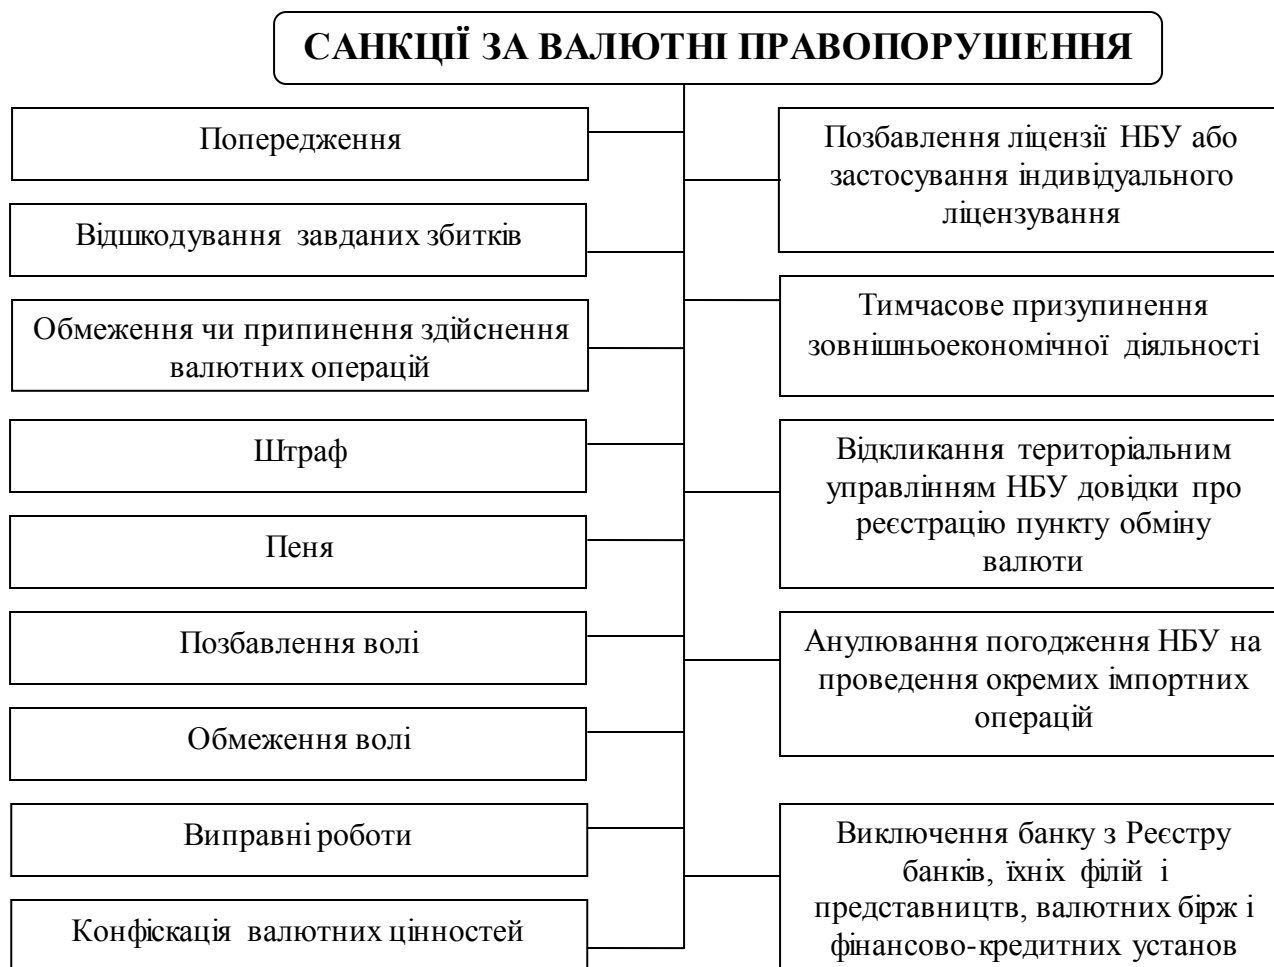 САНКЦІЇ ЗА ВАЛЮТНІ ПРАВОПОРУШЕННЯ
Попередження
Відшкодування завданих збитків
Обмеження чи припинення здійснення
валютних операцій
Штраф
Пеня
Позбавлення волі
Обмеження волі
Виправні роботи
Конфіскація валютних цінностей
Позбавлення ліцензії НБУ або
застосування індивідуального
ліцензування
Тимчасове призупинення
зовнішньоекономічної діяльності
Відкликання територіальним
управлінням НБУ довідки про
реєстрацію пункту обміну
валюти
Анулювання погодження НБУ на
проведення окремих імпортних
операцій
Виключення банку з Реєстру
банків, їхніх філій і
представництв, валютних бірж і
фінансово-кредитних установ